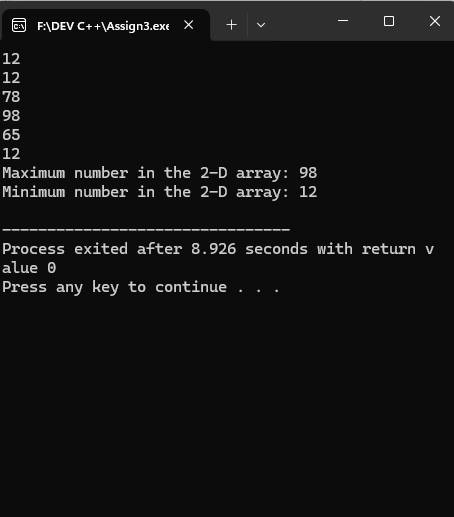 F:\DEV C++\Assign3.exe
12
12
78
98
65
12
Maximum number in the 2-D array: 98
Minimum number in the 2-D array: 12
--------------------------------
Process exited after 8.926 seconds with return v
alue 0
Press any key to continue . . .